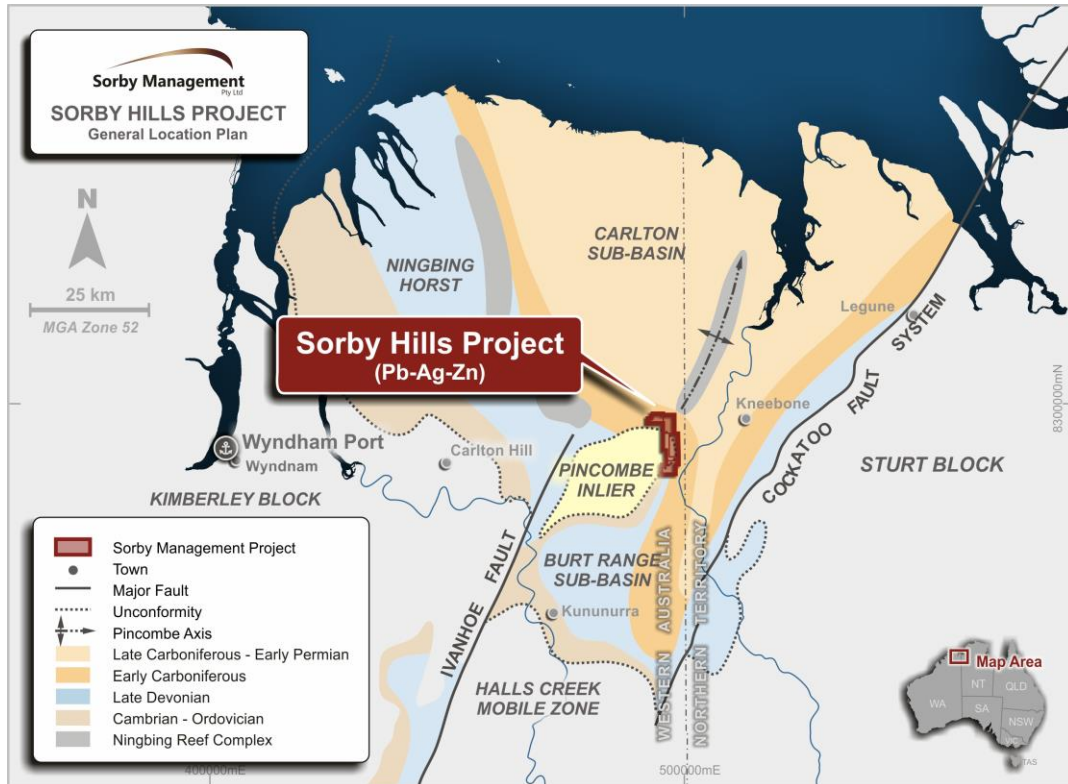 Sorby Management
Pty Ltd
SORBY HILLS PROJECT
General Location Plan
N
25 km
MGA Zone 52
NINGBING
HORST
CARLTON
SUB-BASIN
Legune
Sorby Hills Project
(Pb-Ag-Zn)
Kneebone
COCKATOO FAULT SYSTEM
8300000mN
Wyndham Port
Wyndnam
Carlton Hill
PINCOMBE
INLIER
STURT BLOCK
KIMBERLEY BLOCK
BURT RANGE
SUB-BASIN
Kununurra
IVANHOE FAULT
WESTERN AUSTRALIA
NORTHERN TERRITORY
HALLS CREEK
MOBILE ZONE
Sorby Management Project
Town
Major Fault
Unconformity
Pincombe Axis
Late Carboniferous - Early Permian
Early Carboniferous
Late Devonian
Cambrian - Ordovician
Ningbing Reef Complex
400000mE
500000mE
Map Area
WA
NT
QLD
SA
NSW
TAS